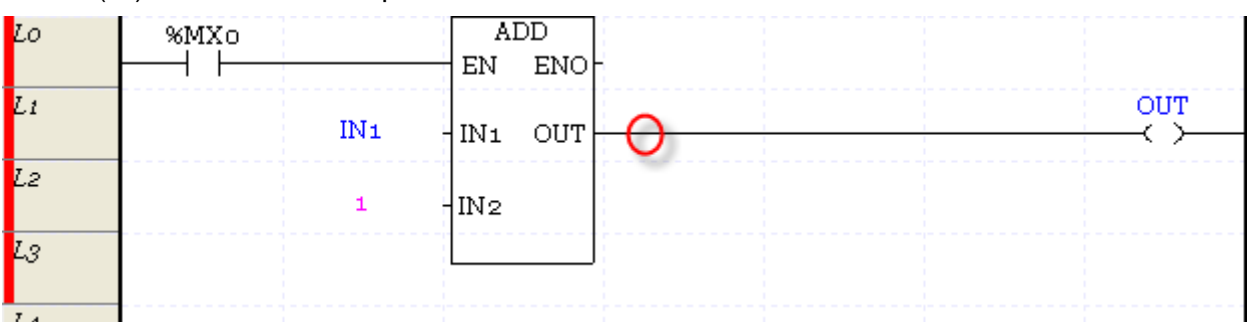 L0 %MX0 ADD
EN ENO
L1 OUT
IN1 IN1 OUT
L2
1 IN2
L3